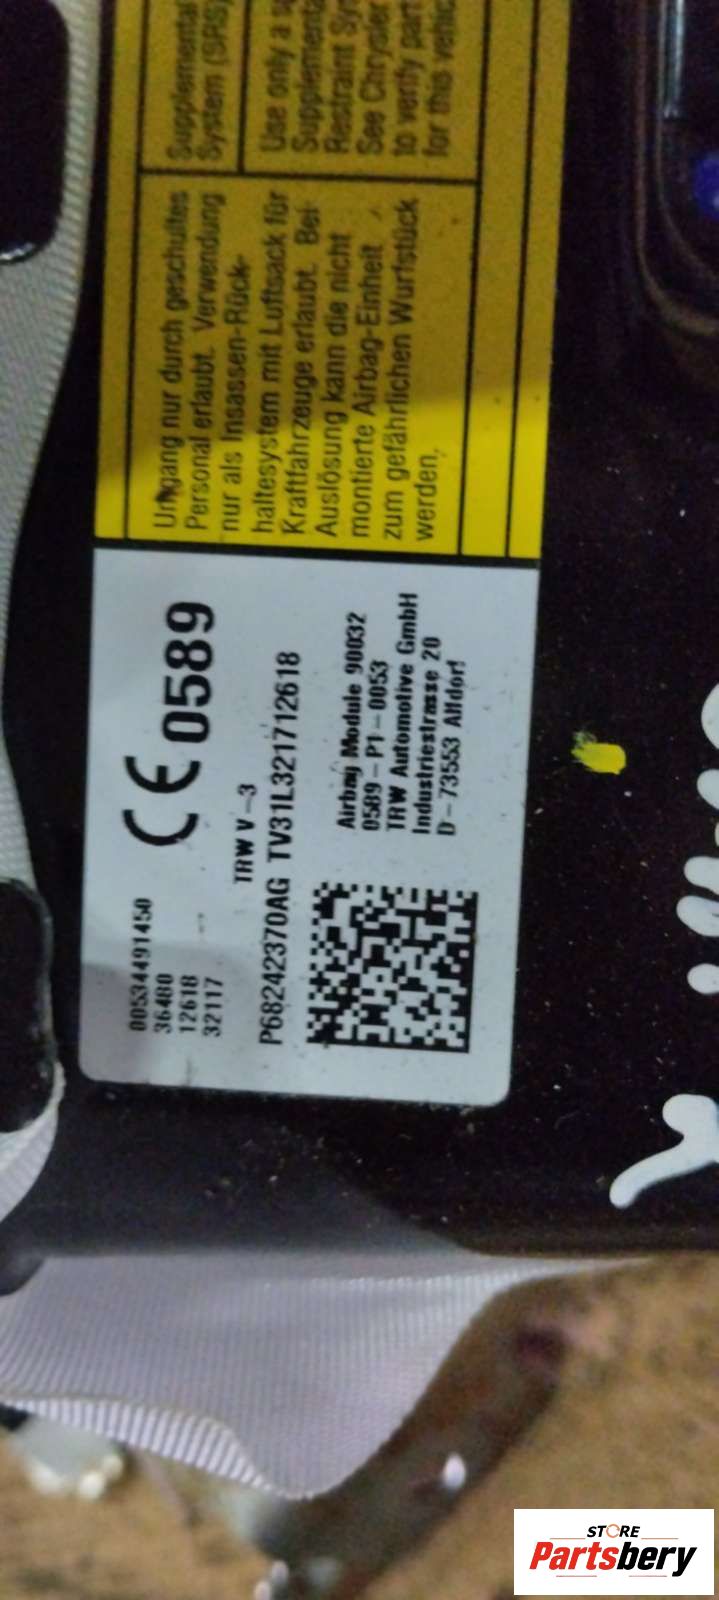 Supplemental
System (SRS)
Use only a
Supplemental
Restraint
See Chrysler
to verify part
for this vehicle
Umgang nur durch geschultes
Personal erlaubt. Verwendung
nur als Insassen-Rück-
haltesystem mit Luftsack für
Kraftfahrzeuge erlaubt. Bei
Auslösung kann die nicht
montierte Airbag-Einheit
zum gefährlichen Wurfstück
werden.
CE 0589
00534491450
36480
12618
32117
TRW V-3
P68242370AG TV31L321712618
Airbag Module 90032
0589-P1-0053
TRW Automotive GmbH
Industriestrasse 20
D-73553 Alfdorf
STORE
Partsbery